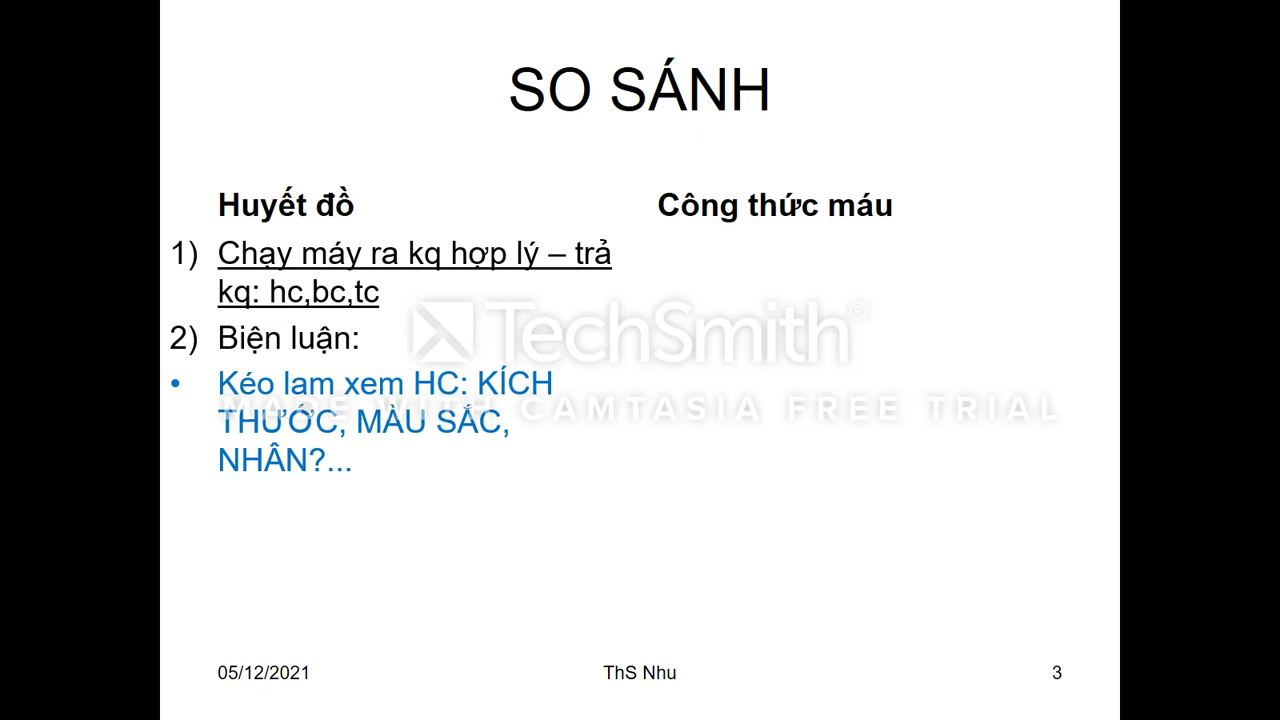 SO SÁNH
Huyết đồ
Công thức máu
1) Chạy máy ra kq hợp lý – trả
kq: hc,bc,tc
2) Biện luận:
• Kéo lam xem HC: KÍCH
THƯỚC, MÀU SẮC,
NHÂN?...
TechSmith®
MADE WITH CAMTASIA FREE TRIAL
05/12/2021
ThS Nhu
3